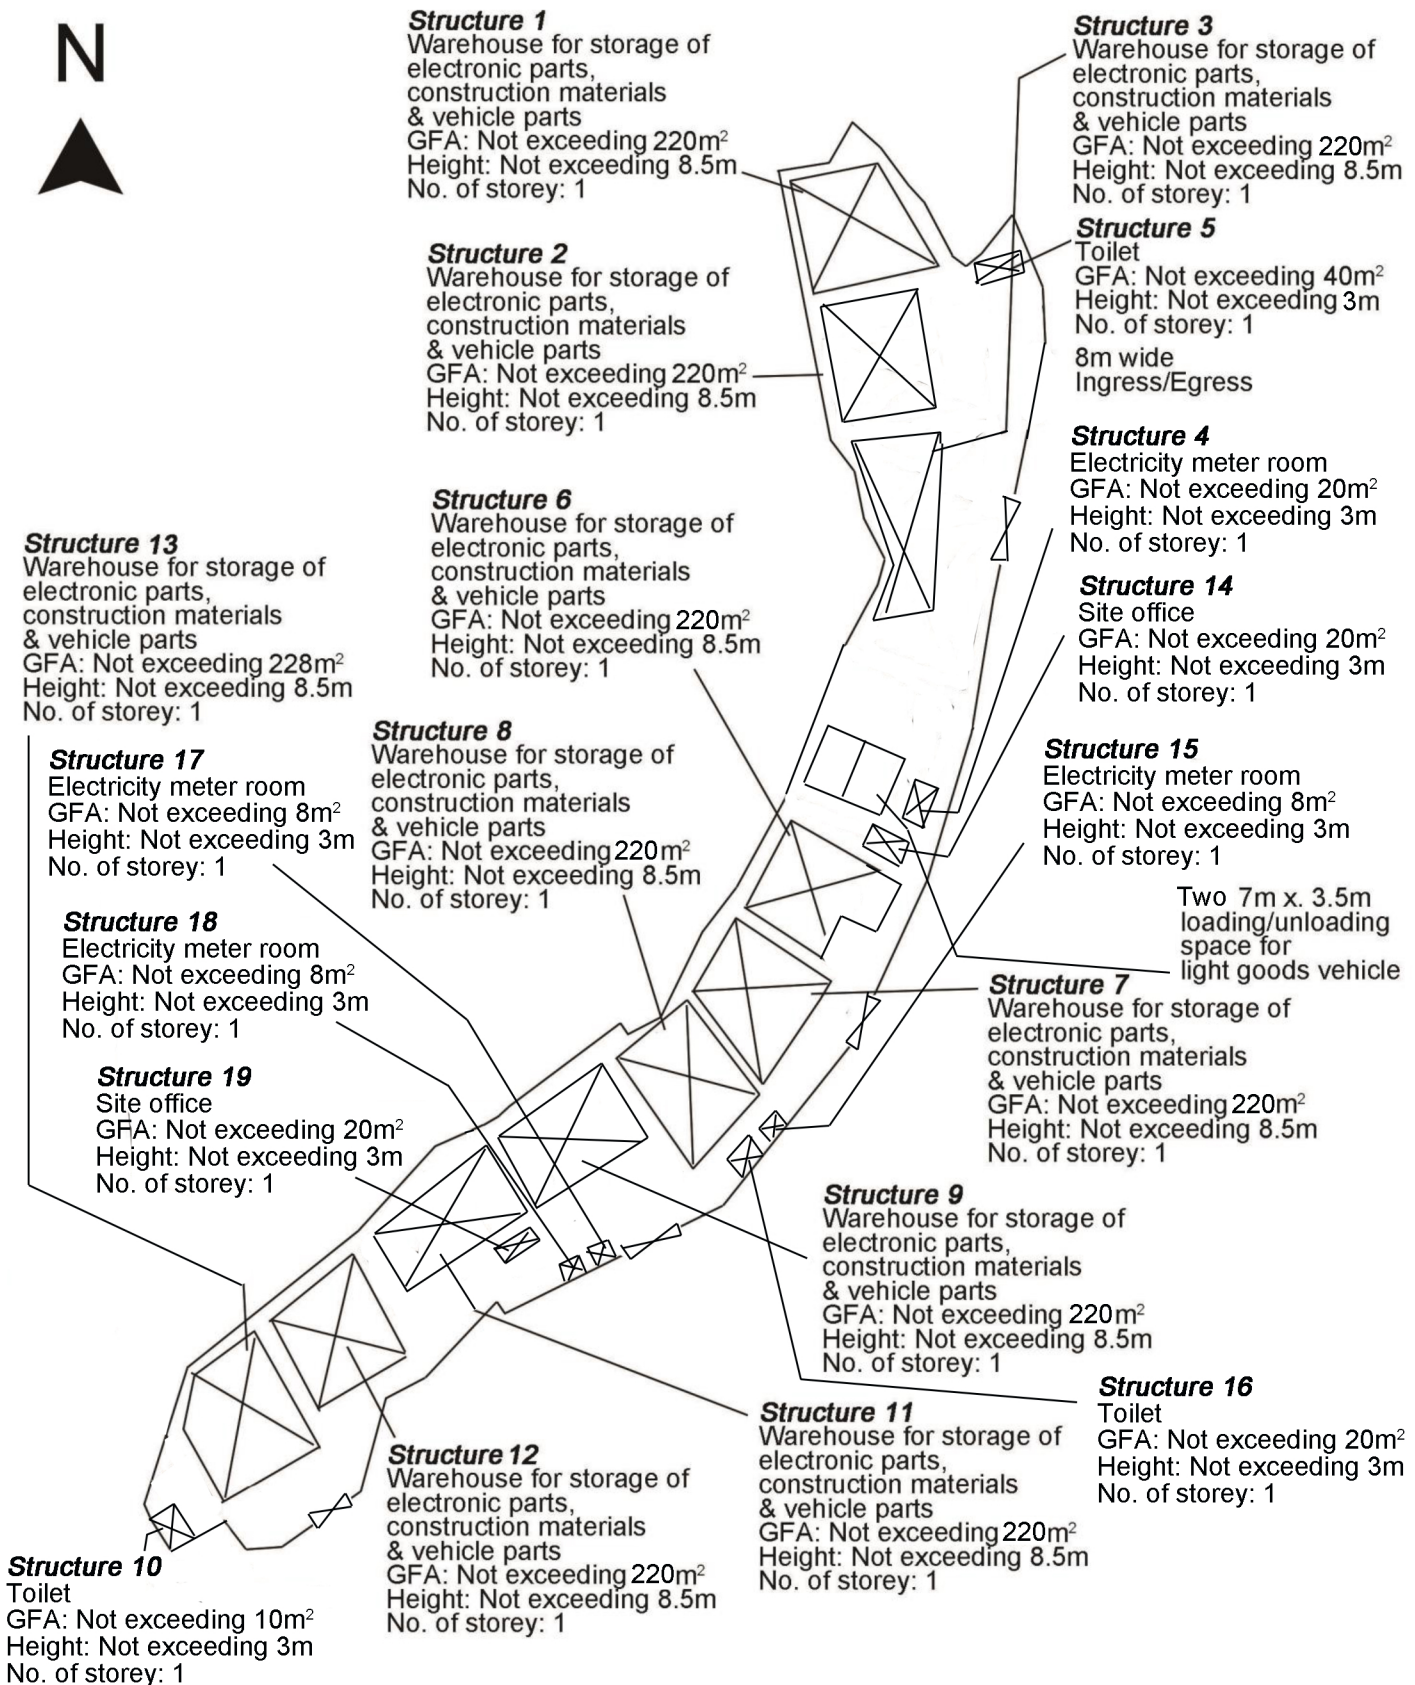 N
Structure 1
Warehouse for storage of
electronic parts,
construction materials
& vehicle parts
GFA: Not exceeding 220m²
Height: Not exceeding 8.5m
No. of storey: 1
Structure 3
Warehouse for storage of
electronic parts,
construction materials
& vehicle parts
GFA: Not exceeding 220m²
Height: Not exceeding 8.5m
No. of storey: 1
Structure 2
Warehouse for storage of
electronic parts,
construction materials
& vehicle parts
GFA: Not exceeding 220m²
Height: Not exceeding 8.5m
No. of storey: 1
Structure 5
Toilet
GFA: Not exceeding 40m²
Height: Not exceeding 3m
No. of storey: 1
8m wide
Ingress/Egress
Structure 4
Electricity meter room
GFA: Not exceeding 20m²
Height: Not exceeding 3m
No. of storey: 1
Structure 6
Warehouse for storage of
electronic parts,
construction materials
& vehicle parts
GFA: Not exceeding 220m²
Height: Not exceeding 8.5m
No. of storey: 1
Structure 13
Warehouse for storage of
electronic parts,
construction materials
& vehicle parts
GFA: Not exceeding 228m²
Height: Not exceeding 8.5m
No. of storey: 1
Structure 14
Site office
GFA: Not exceeding 20m²
Height: Not exceeding 3m
No. of storey: 1
Structure 8
Warehouse for storage of
electronic parts,
construction materials
& vehicle parts
GFA: Not exceeding 220m²
Height: Not exceeding 8.5m
No. of storey: 1
Structure 17
Electricity meter room
GFA: Not exceeding 8m²
Height: Not exceeding 3m
No. of storey: 1
Structure 15
Electricity meter room
GFA: Not exceeding 8m²
Height: Not exceeding 3m
No. of storey: 1
Two 7m x. 3.5m
loading/unloading
space for
light goods vehicle
Structure 18
Electricity meter room
GFA: Not exceeding 8m²
Height: Not exceeding 3m
No. of storey: 1
Structure 7
Warehouse for storage of
electronic parts,
construction materials
& vehicle parts
GFA: Not exceeding 220m²
Height: Not exceeding 8.5m
No. of storey: 1
Structure 19
Site office
GFA: Not exceeding 20m²
Height: Not exceeding 3m
No. of storey: 1
Structure 9
Warehouse for storage of
electronic parts,
construction materials
& vehicle parts
GFA: Not exceeding 220m²
Height: Not exceeding 8.5m
No. of storey: 1
Structure 16
Toilet
GFA: Not exceeding 20m²
Height: Not exceeding 3m
No. of storey: 1
Structure 11
Warehouse for storage of
electronic parts,
construction materials
& vehicle parts
GFA: Not exceeding 220m²
Height: Not exceeding 8.5m
No. of storey: 1
Structure 12
Warehouse for storage of
electronic parts,
construction materials
& vehicle parts
GFA: Not exceeding 220m²
Height: Not exceeding 8.5m
No. of storey: 1
Structure 10
Toilet
GFA: Not exceeding 10m²
Height: Not exceeding 3m
No. of storey: 1